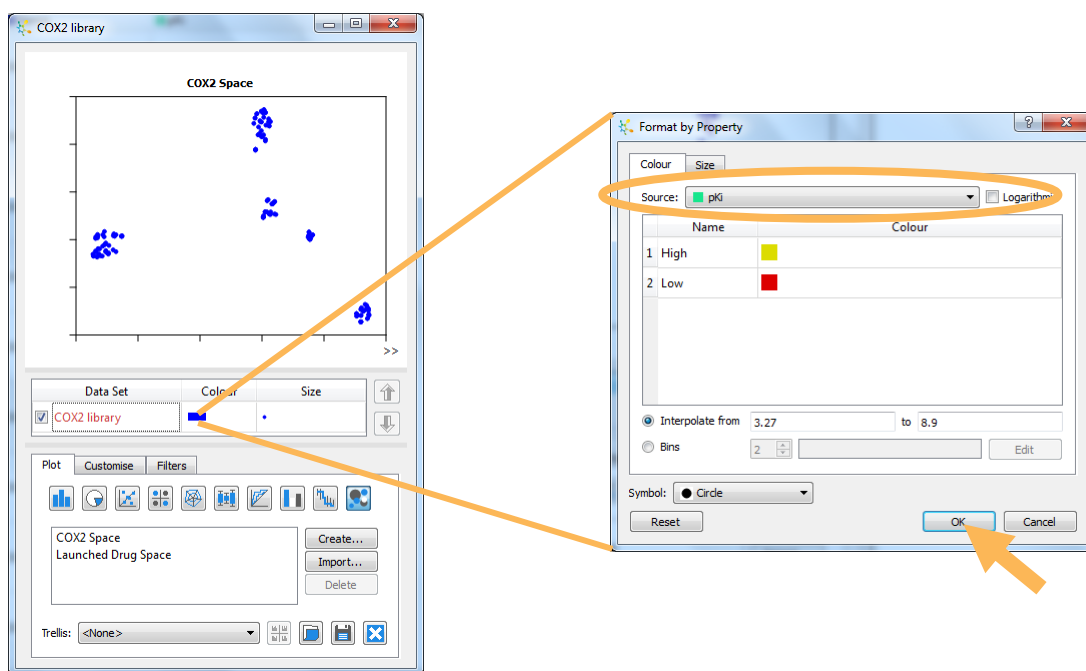 COX2 library
COX2 Space
>>
Data Set Colour Size
COX2 library
Plot Customise Filters
COX2 Space
Launched Drug Space
Create...
Import...
Delete
Trellis: <None>
Format by Property
Colour Size
Source: pKi
Name Colour
1 High
2 Low
Interpolate from 3.27 to 8.9
Bins 2 Edit
Symbol: Circle
Reset OK Cancel